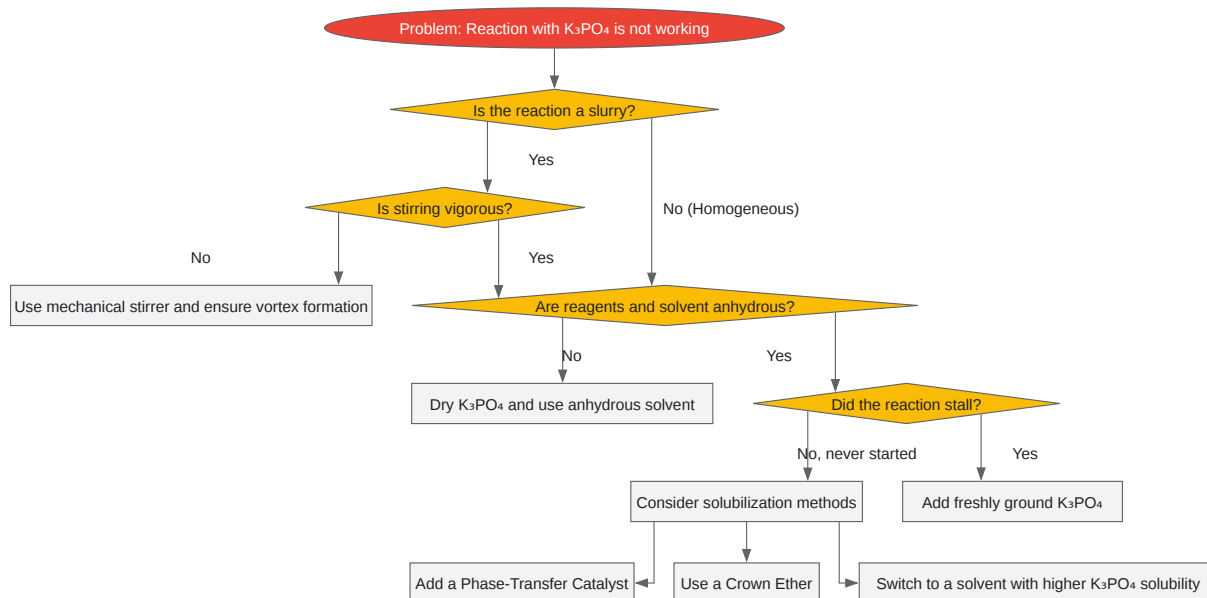 Problem: Reaction with K₃PO₄ is not working
Is the reaction a slurry?
Yes
Is stirring vigorous?
No (Homogeneous)
No
Yes
Use mechanical stirrer and ensure vortex formation
Are reagents and solvent anhydrous?
No
Yes
Dry K₃PO₄ and use anhydrous solvent
Did the reaction stall?
No, never started
Yes
Consider solubilization methods
Add freshly ground K₃PO₄
Add a Phase-Transfer Catalyst
Use a Crown Ether
Switch to a solvent with higher K₃PO₄ solubility